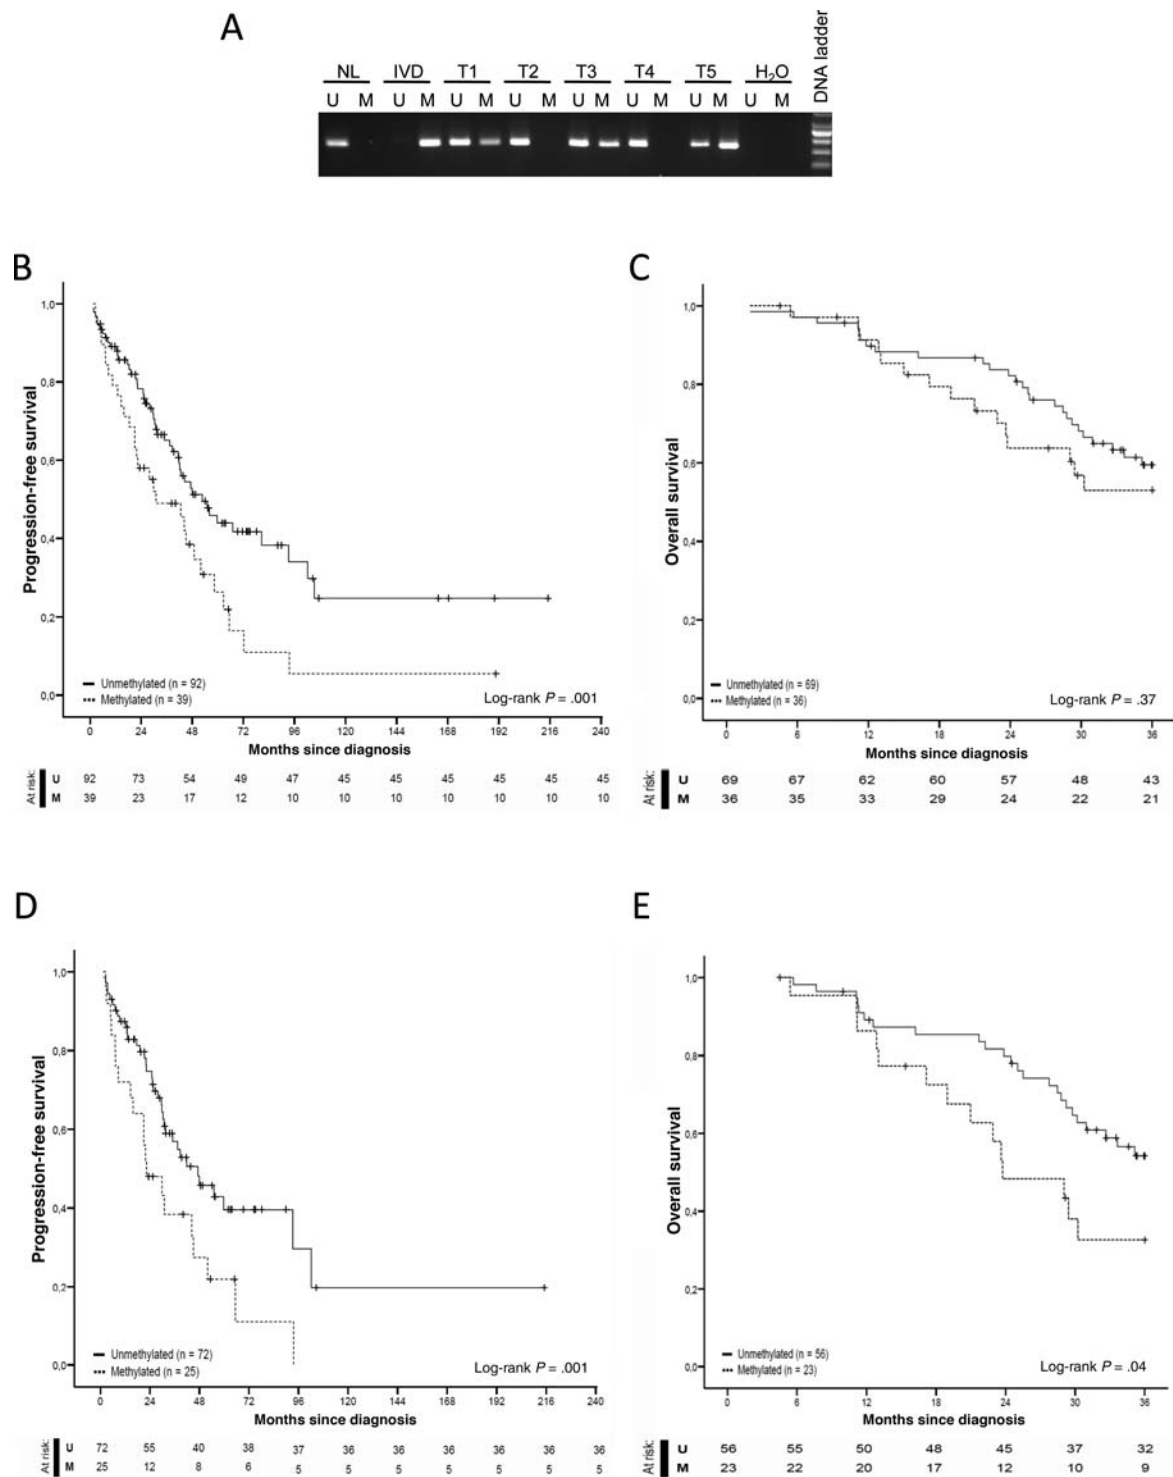 A
NL IVD T1 T2 T3 T4 T5 H₂O DNA ladder
U M U M U M U M U M U M U M U M
B
1,0
0,8
0,6
0,4
0,2
0,0
Progression-free survival
Unmethylated (n = 92)
Methylated (n = 39)
Log-rank P = .001
0 24 48 72 96 120 144 168 192 216 240
Months since diagnosis
At risk:
U 92 73 54 49 47 45 45 45 45 45 45
M 39 23 17 12 10 10 10 10 10 10 10
C
1,0
0,8
0,6
0,4
0,2
0,0
Overall survival
Unmethylated (n = 69)
Methylated (n = 36)
Log-rank P = .37
0 6 12 18 24 30 36
Months since diagnosis
At risk:
U 69 67 62 60 57 48 43
M 36 35 33 29 24 22 21
D
1,0
0,8
0,6
0,4
0,2
0,0
Progression-free survival
Unmethylated (n = 72)
Methylated (n = 25)
Log-rank P = .001
0 24 48 72 96 120 144 168 192 216 240
Months since diagnosis
At risk:
U 72 55 40 38 37 36 36 36 36 36 36
M 25 12 8 6 5 5 5 5 5 5 5
E
1,0
0,8
0,6
0,4
0,2
0,0
Overall survival
Unmethylated (n = 56)
Methylated (n = 23)
Log-rank P = .04
0 6 12 18 24 30 36
Months since diagnosis
At risk:
U 56 55 50 48 45 37 32
M 23 22 20 17 12 10 9